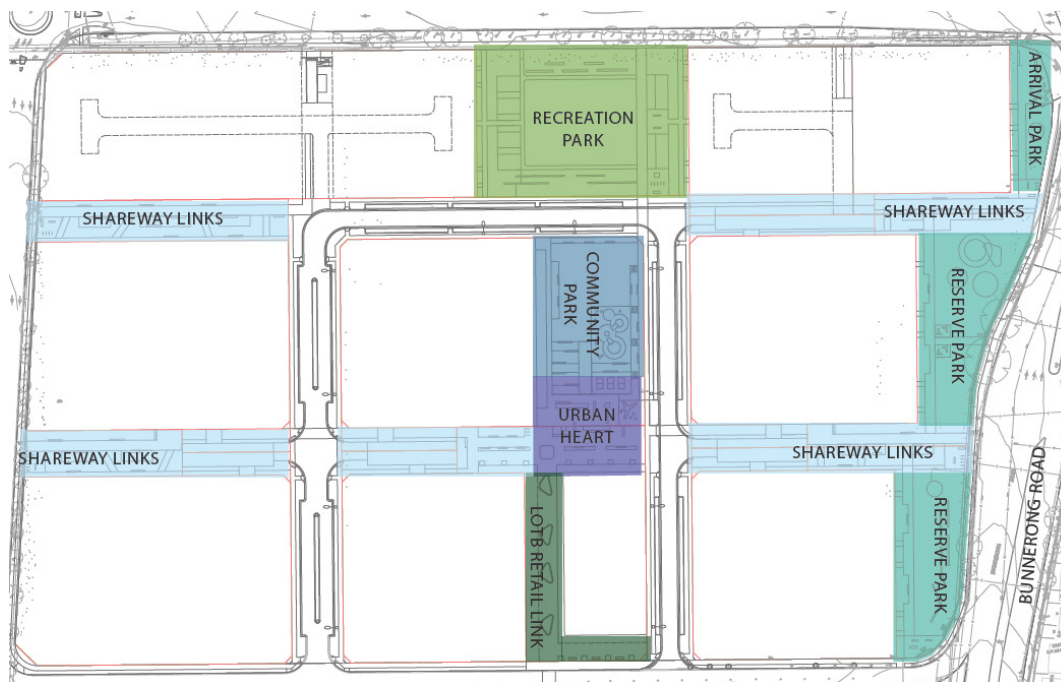 RECREATION
PARK
ARRIVAL PARK
SHAREWAY LINKS
SHAREWAY LINKS
COMMUNITY
PARK
RESERVE PARK
URBAN
HEART
SHAREWAY LINKS
SHAREWAY LINKS
LOTB RETAIL LINK
RESERVE PARK
BUNNERONG ROAD